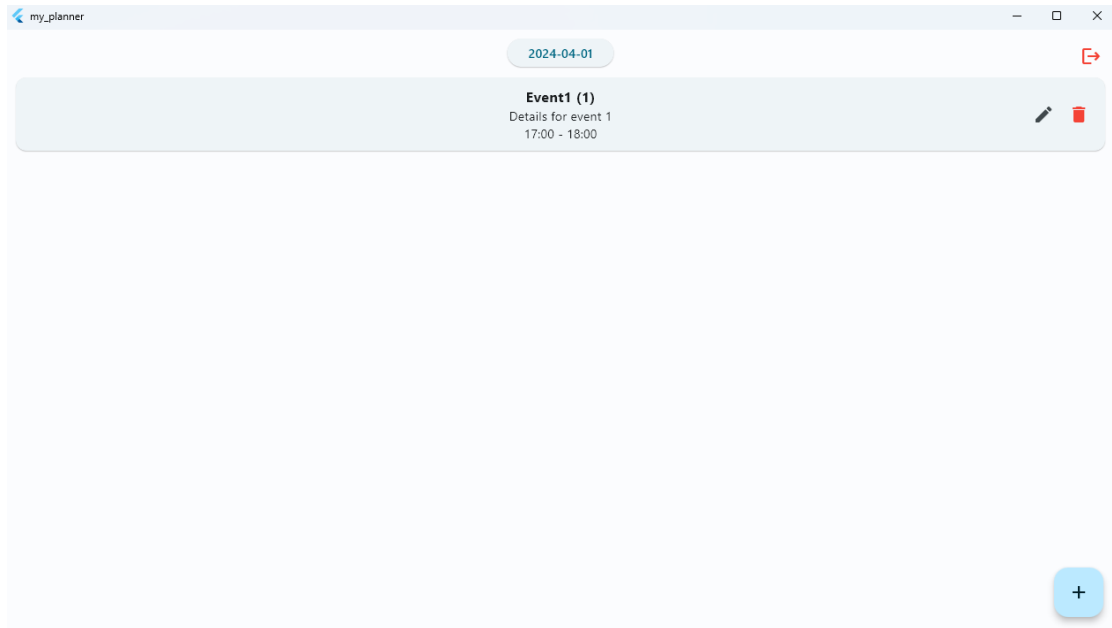 my_planner
2024-04-01
Event1 (1)
Details for event 1
17:00 - 18:00